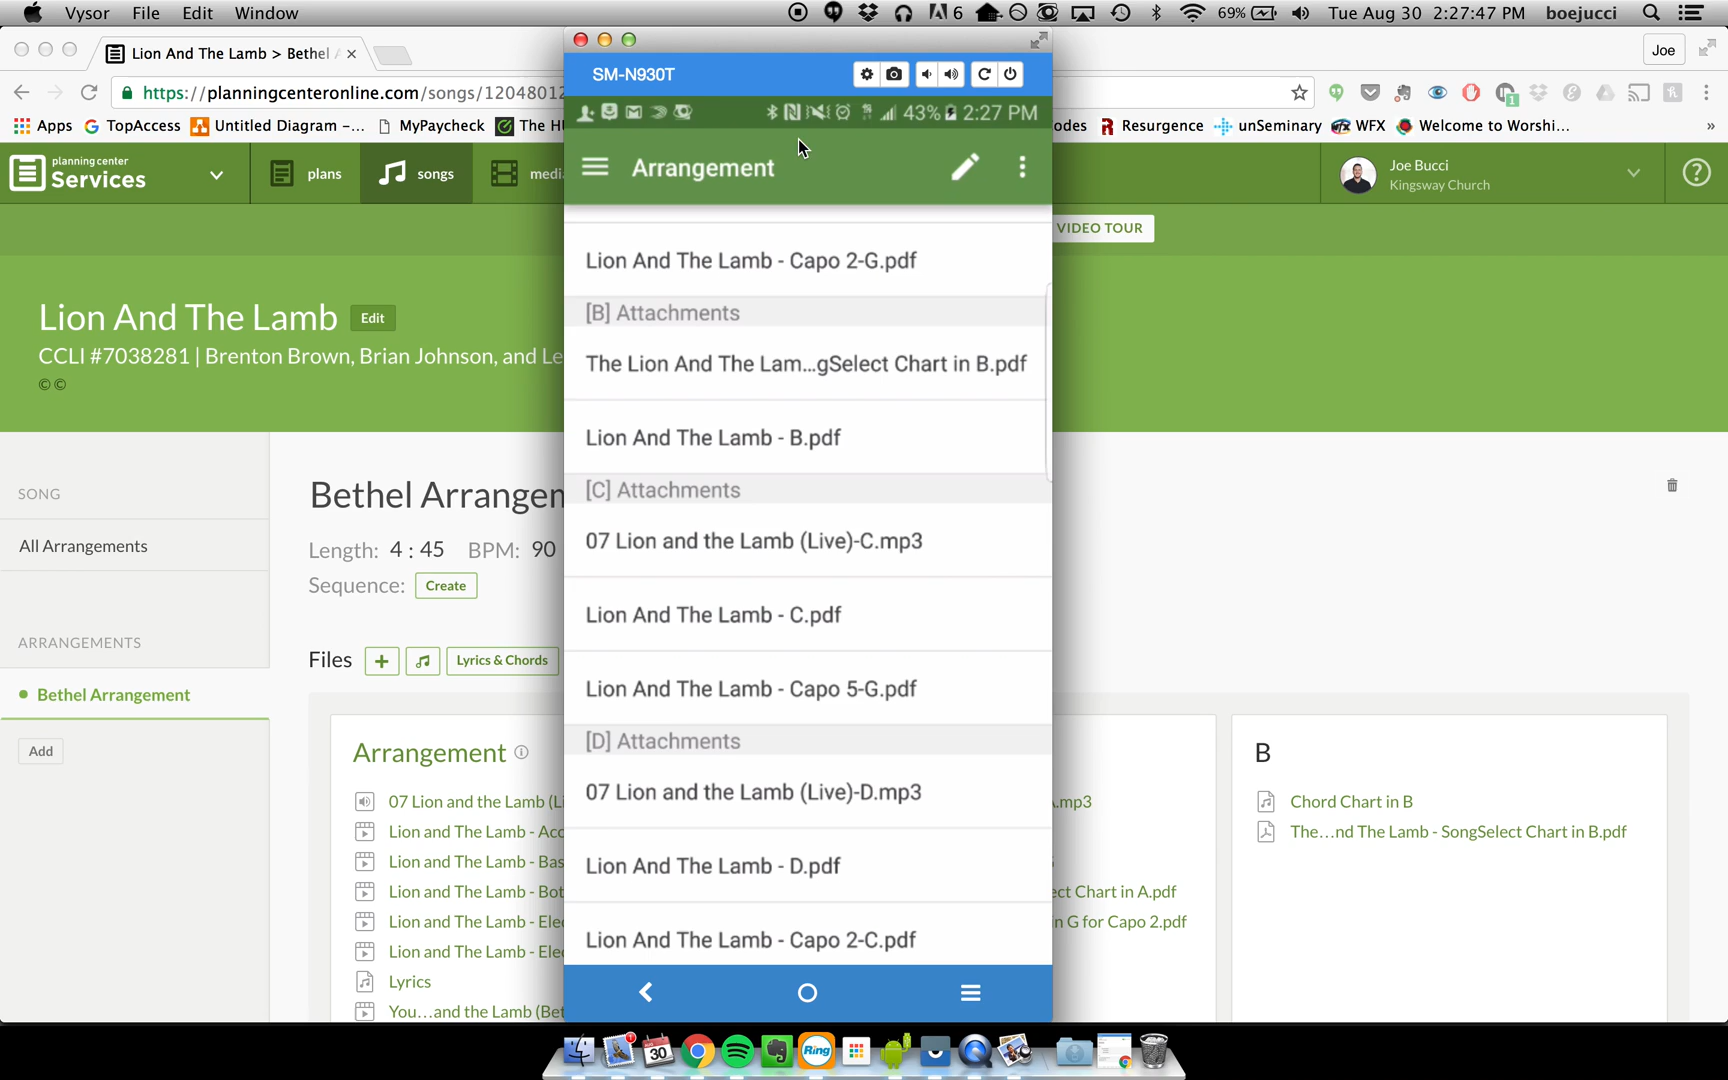 Vysor File Edit Window
6 69% Tue Aug 30 2:27:47 PM boejucci
Lion And The Lamb > Bethel A
Joe
https://planningcenteronline.com/songs/12048012
Apps TopAccess Untitled Diagram -... MyPaycheck The H
odes Resurgence unSeminary WFX Welcome to Worshi... »
planning center
Services
plans songs medi
Joe Bucci
Kingsway Church
VIDEO TOUR
Lion And The Lamb Edit
CCLI #7038281 | Brenton Brown, Brian Johnson, and Le
© ©
SONG
All Arrangements
ARRANGEMENTS
Bethel Arrangement
Add
Bethel Arrangem
Length: 4 : 45 BPM: 90
Sequence: Create
Files + Lyrics & Chords
Arrangement
07 Lion and the Lamb (Li
Lion and The Lamb - Aco
Lion and The Lamb - Bas
Lion and The Lamb - Bot
Lion and The Lamb - Elec
Lion and The Lamb - Elec
Lyrics
You...and the Lamb (Bet
.mp3
ect Chart in A.pdf
in G for Capo 2.pdf
B
Chord Chart in B
The...nd The Lamb - SongSelect Chart in B.pdf
SM-N930T
43% 2:27 PM
Arrangement
Lion And The Lamb - Capo 2-G.pdf
[B] Attachments
The Lion And The Lam...gSelect Chart in B.pdf
Lion And The Lamb - B.pdf
[C] Attachments
07 Lion and the Lamb (Live)-C.mp3
Lion And The Lamb - C.pdf
Lion And The Lamb - Capo 5-G.pdf
[D] Attachments
07 Lion and the Lamb (Live)-D.mp3
Lion And The Lamb - D.pdf
Lion And The Lamb - Capo 2-C.pdf
30 Ring